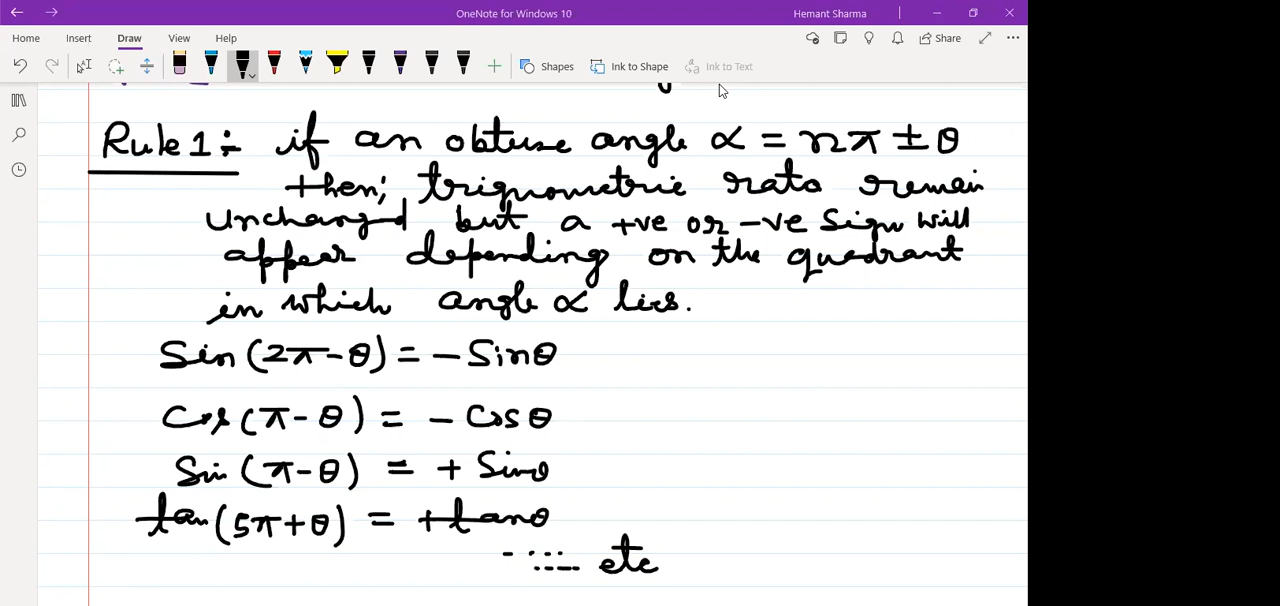 OneNote for Windows 10
Hemant Sharma
Home Insert Draw View Help
Share
Shapes Ink to Shape Ink to Text
Rule 1:- if an obtuse angle α = nπ ± θ
then; trignometric rato remain
unchanged but a +ve or -ve Sign will
appear depending on the quadrant
in which angle α lies.
Sin (2π-θ) = - Sinθ
Cos (π-θ) = - Cosθ
Sin (π-θ) = + Sinθ
tan (5π+θ) = +tanθ
..... etc